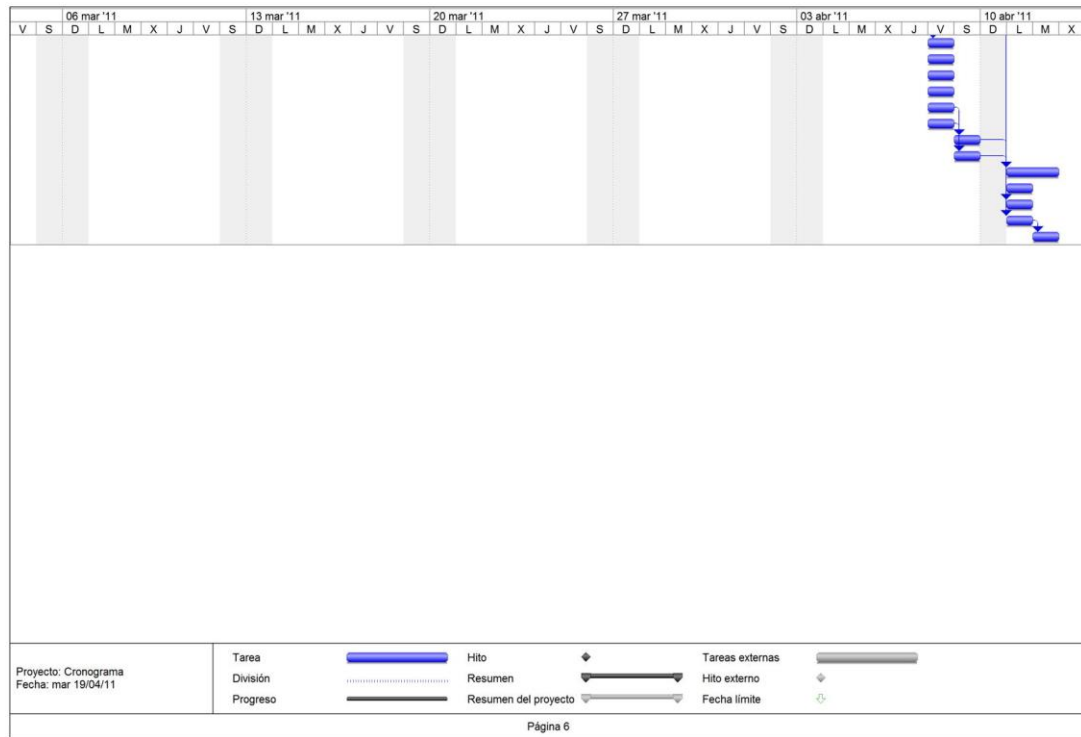 06 mar '11 13 mar '11 20 mar '11 27 mar '11 03 abr '11 10 abr '11
V S D L M X J V S D L M X J V S D L M X J V S D L M X J V S D L M X J V S D L M X
Tarea Hito Tareas externas
Proyecto: Cronograma
Fecha: mar 19/04/11
División Resumen Hito externo
Progreso Resumen del proyecto Fecha límite
Página 6